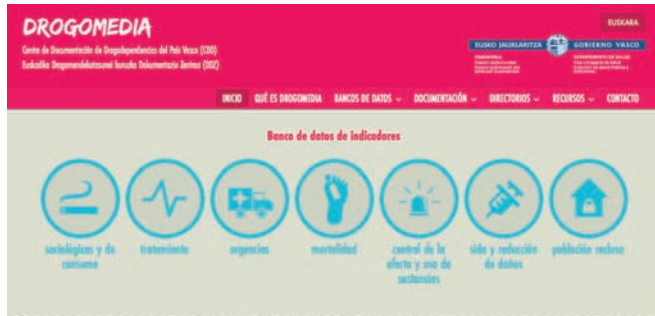 DROGOMEDIA
EUSKARA
Centro de Documentación de Drogodependencias del País Vasco (CDD)
Euskadiko Drogamendekotasunei buruzko Dokumentazio Zentroa (DDZ)
EUSKO JAURLARITZA GOBIERNO VASCO
INICIO QUÉ ES DROGOMEDIA BANCOS DE DATOS DOCUMENTACIÓN DIRECTORIOS RECURSOS CONTACTO
Banco de datos de indicadores
sociológicos y de
consumo
tratamiento
urgencias
mortalidad
control de la
oferta y uso de
sustancias
sida y reducción
de daños
población reclusa